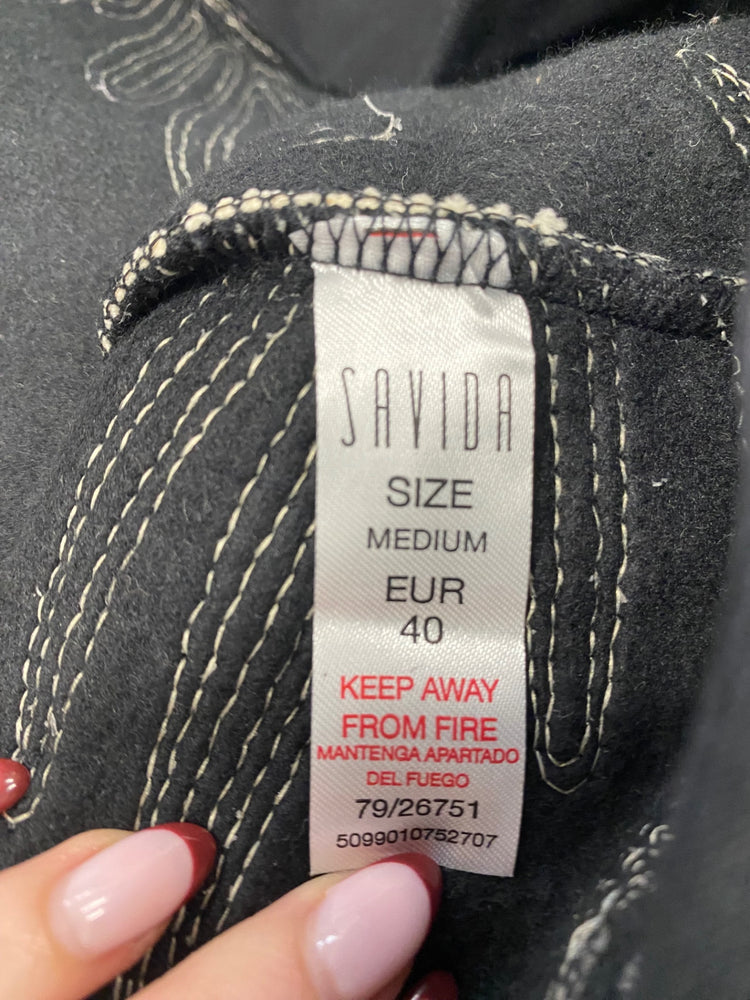 SAVIDA
SIZE
MEDIUM
EUR
40
KEEP AWAY
FROM FIRE
MANTENGA APARTADO
DEL FUEGO
79/26751
5099010752707